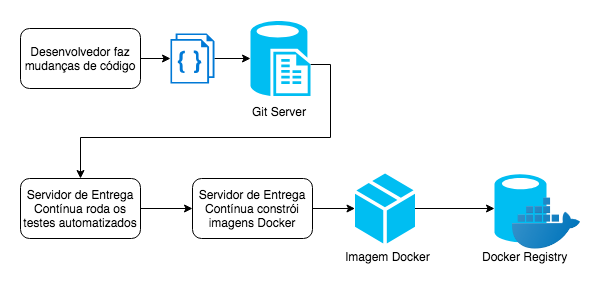 Desenvolvedor faz
mudanças de código
{ }
Git Server
Servidor de Entrega
Contínua roda os
testes automatizados
Servidor de Entrega
Contínua constrói
imagens Docker
Imagem Docker
Docker Registry